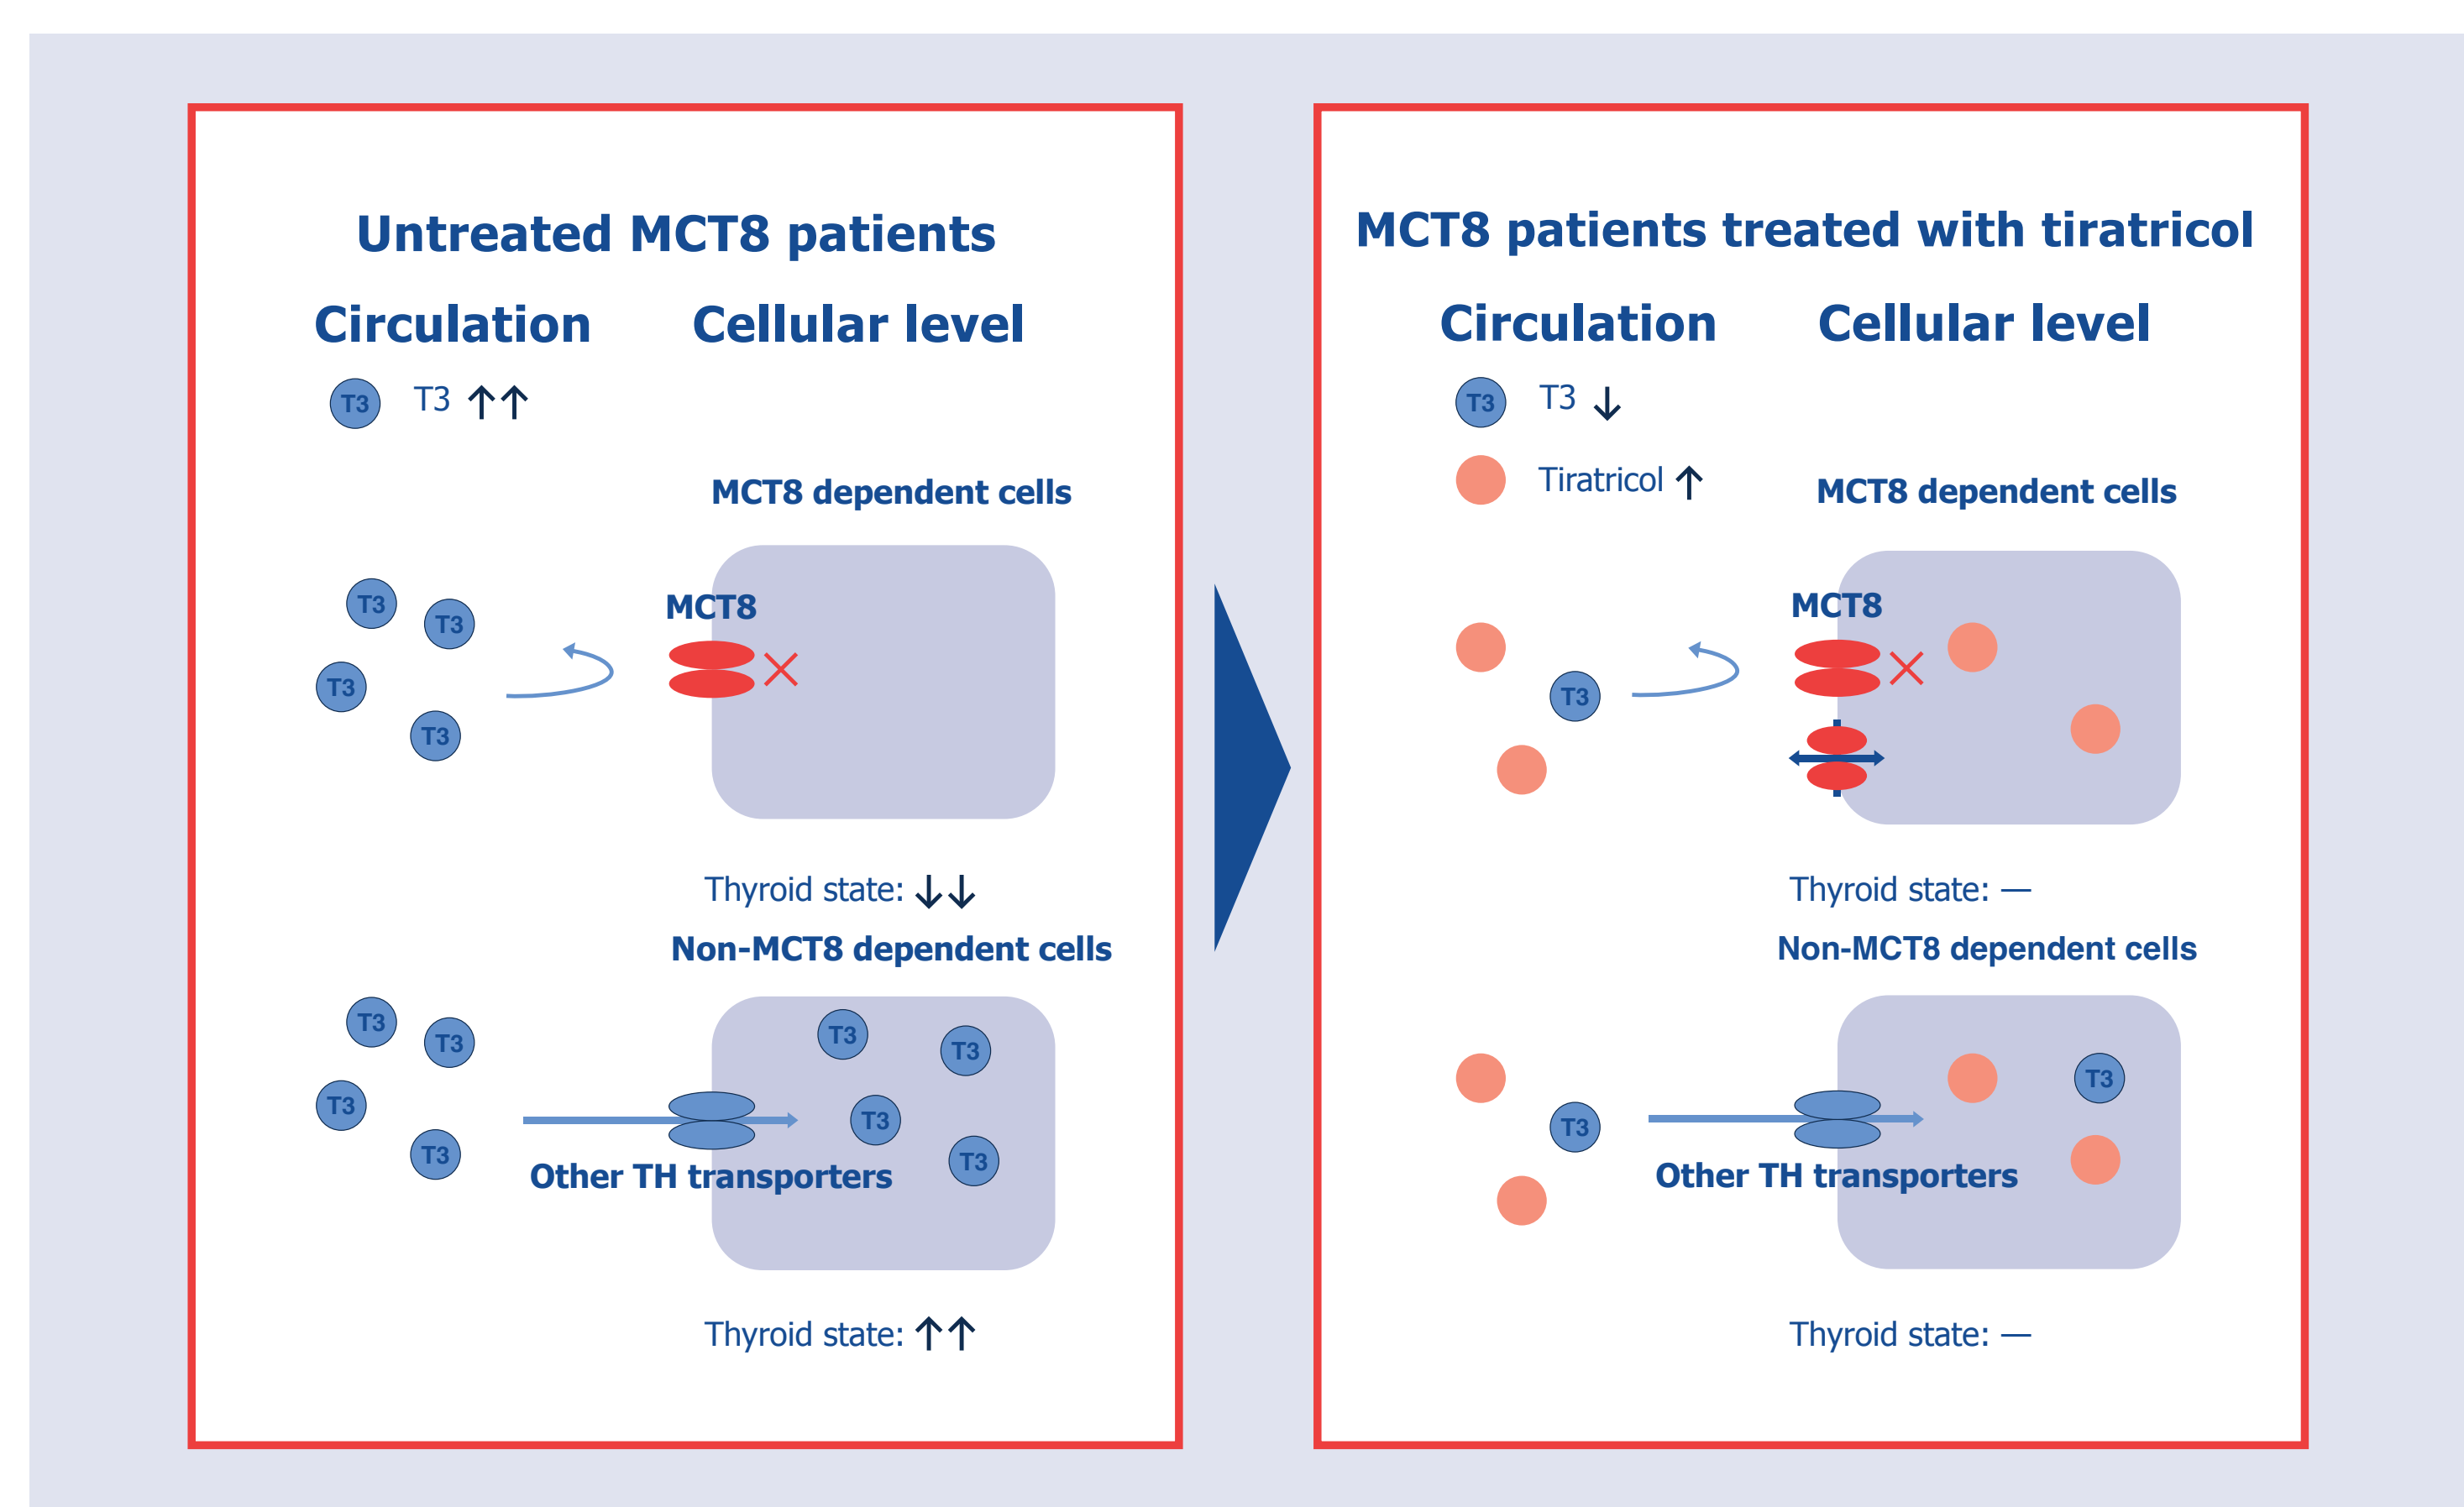 Untreated MCT8 patients
Circulation Cellular level
T3 T3 ↑↑
MCT8 dependent cells
MCT8
T3
T3
T3
T3
Thyroid state: ↓↓
Non-MCT8 dependent cells
T3
T3
T3
T3
T3
T3
T3
T3
Other TH transporters
Thyroid state: ↑↑
MCT8 patients treated with tiratricol
Circulation Cellular level
T3 T3 ↓
Tiratricol ↑
MCT8 dependent cells
MCT8
T3
Thyroid state: —
Non-MCT8 dependent cells
T3
T3
Other TH transporters
Thyroid state: —